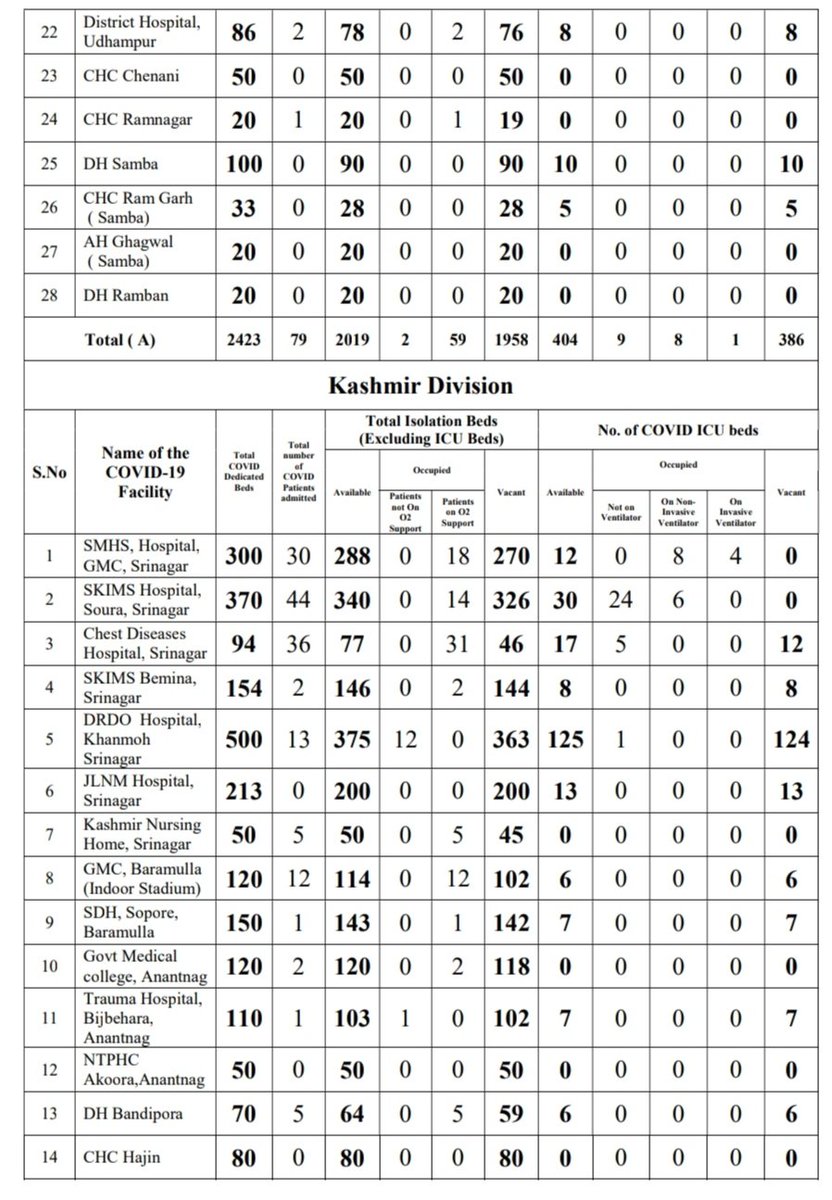 22 District Hospital, Udhampur 86 2 78 0 2 76 8 0 0 0 8
23 CHC Chenani 50 0 50 0 0 50 0 0 0 0 0
24 CHC Ramnagar 20 1 20 0 1 19 0 0 0 0 0
25 DH Samba 100 0 90 0 0 90 10 0 0 0 10
26 CHC Ram Garh ( Samba) 33 0 28 0 0 28 5 0 0 0 5
27 AH Ghagwal ( Samba) 20 0 20 0 0 20 0 0 0 0 0
28 DH Ramban 20 0 20 0 0 20 0 0 0 0 0
Total ( A) 2423 79 2019 2 59 1958 404 9 8 1 386
Kashmir Division
S.No
Name of the
COVID-19
Facility
Total
COVID
Dedicated
Beds
Total
number
of
COVID
Patients
admitted
Total Isolation Beds
(Excluding ICU Beds)
Available
Occupied
Patients
not On
O2
Support
Patients
on O2
Support
Vacant
No. of COVID ICU beds
Available
Occupied
Not on
Ventilator
On Non-
Invasive
Ventilator
On
Invasive
Ventilator
Vacant
1 SMHS, Hospital, GMC, Srinagar 300 30 288 0 18 270 12 0 8 4 0
2 SKIMS Hospital, Soura, Srinagar 370 44 340 0 14 326 30 24 6 0 0
3 Chest Diseases Hospital, Srinagar 94 36 77 0 31 46 17 5 0 0 12
4 SKIMS Bemina, Srinagar 154 2 146 0 2 144 8 0 0 0 8
5 DRDO Hospital, Khanmoh Srinagar 500 13 375 12 0 363 125 1 0 0 124
6 JLNM Hospital, Srinagar 213 0 200 0 0 200 13 0 0 0 13
7 Kashmir Nursing Home, Srinagar 50 5 50 0 5 45 0 0 0 0 0
8 GMC, Baramulla (Indoor Stadium) 120 12 114 0 12 102 6 0 0 0 6
9 SDH, Sopore, Baramulla 150 1 143 0 1 142 7 0 0 0 7
10 Govt Medical college, Anantnag 120 2 120 0 2 118 0 0 0 0 0
11 Trauma Hospital, Bijbehara, Anantnag 110 1 103 1 0 102 7 0 0 0 7
12 NTPHC Akoora,Anantnag 50 0 50 0 0 50 0 0 0 0 0
13 DH Bandipora 70 5 64 0 5 59 6 0 0 0 6
14 CHC Hajin 80 0 80 0 0 80 0 0 0 0 0